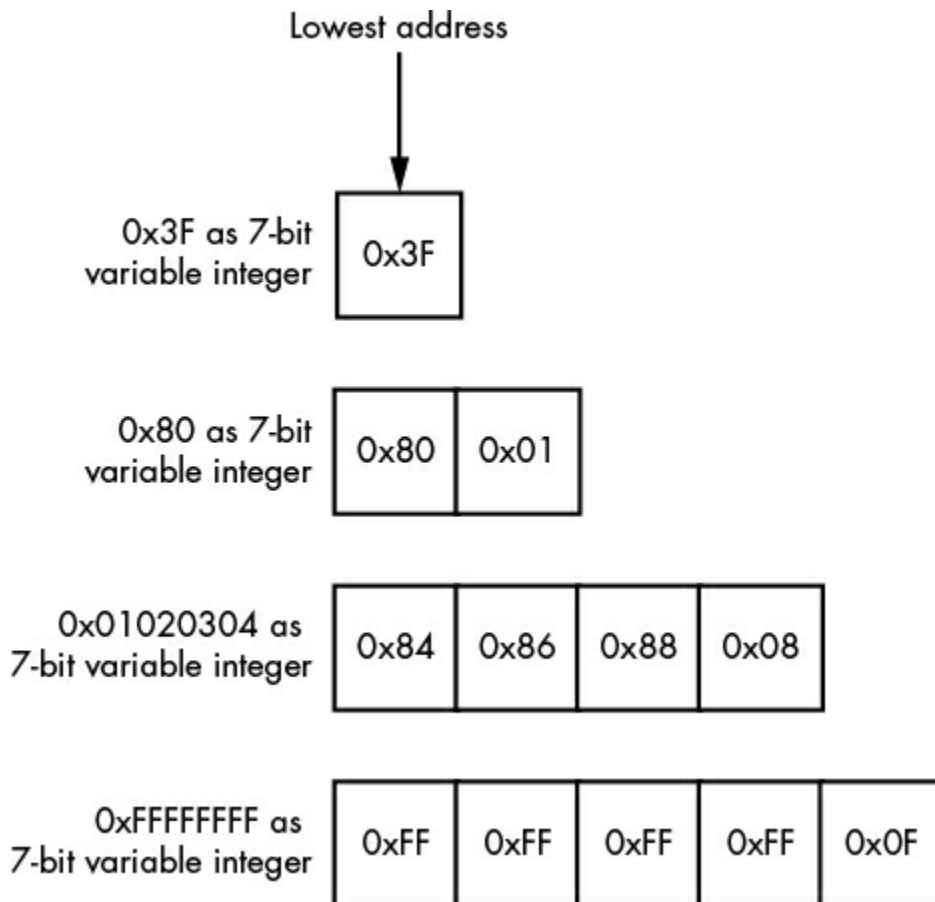 Lowest address
0x3F as 7-bit
variable integer
0x3F
0x80 as 7-bit
variable integer
0x80 0x01
0x01020304 as
7-bit variable integer
0x84 0x86 0x88 0x08
0xFFFFFFFF as
7-bit variable integer
0xFF 0xFF 0xFF 0xFF 0x0F